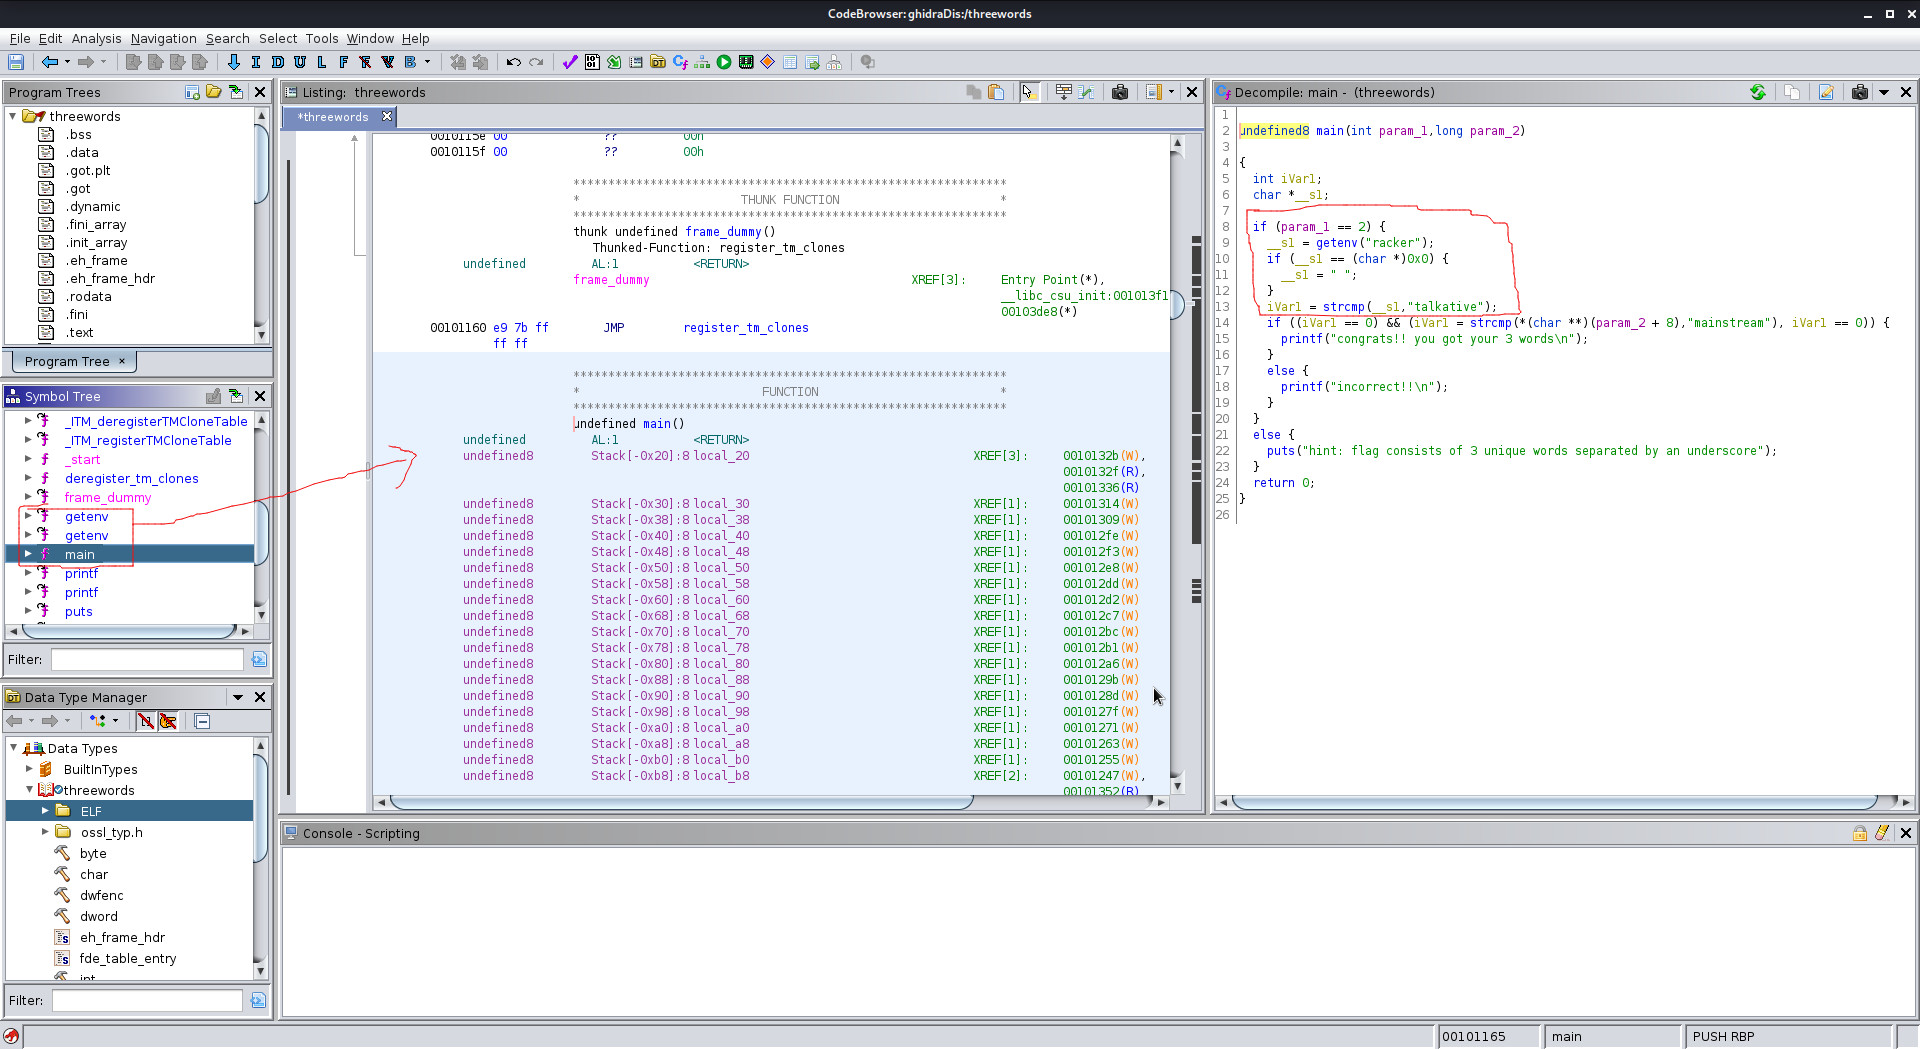 CodeBrowser: ghidraDis:/threewords
File Edit Analysis Navigation Search Select Tools Window Help
I D U L F B
Program Trees
threewords
.bss
.data
.got.plt
.got
.dynamic
.fini_array
.init_array
.eh_frame
.eh_frame_hdr
.rodata
.fini
.text
Program Tree ×
Symbol Tree
_ITM_deregisterTMCloneTable
_ITM_registerTMCloneTable
_start
deregister_tm_clones
frame_dummy
getenv
getenv
main
printf
printf
puts
Filter:
Data Type Manager
Data Types
BuiltInTypes
threewords
ELF
ossl_typ.h
byte
char
dwfenc
dword
eh_frame_hdr
fde_table_entry
int
Filter:
Listing: threewords
*threewords
0010115e 00 ?? 00h
0010115f 00 ?? 00h
**************************************************************
* THUNK FUNCTION *
**************************************************************
thunk undefined frame_dummy()
Thunked-Function: register_tm_clones
undefined AL:1 <RETURN>
frame_dummy XREF[3]: Entry Point(*),
__libc_csu_init:001013f1
00103de8(*)
00101160 e9 7b ff JMP register_tm_clones
ff ff
**************************************************************
* FUNCTION *
**************************************************************
undefined main()
undefined AL:1 <RETURN>
undefined8 Stack[-0x20]:8 local_20 XREF[3]: 0010132b(W),
0010132f(R),
00101336(R)
undefined8 Stack[-0x30]:8 local_30 XREF[1]: 00101314(W)
undefined8 Stack[-0x38]:8 local_38 XREF[1]: 00101309(W)
undefined8 Stack[-0x40]:8 local_40 XREF[1]: 001012fe(W)
undefined8 Stack[-0x48]:8 local_48 XREF[1]: 001012f3(W)
undefined8 Stack[-0x50]:8 local_50 XREF[1]: 001012e8(W)
undefined8 Stack[-0x58]:8 local_58 XREF[1]: 001012dd(W)
undefined8 Stack[-0x60]:8 local_60 XREF[1]: 001012d2(W)
undefined8 Stack[-0x68]:8 local_68 XREF[1]: 001012c7(W)
undefined8 Stack[-0x70]:8 local_70 XREF[1]: 001012bc(W)
undefined8 Stack[-0x78]:8 local_78 XREF[1]: 001012b1(W)
undefined8 Stack[-0x80]:8 local_80 XREF[1]: 001012a6(W)
undefined8 Stack[-0x88]:8 local_88 XREF[1]: 0010129b(W)
undefined8 Stack[-0x90]:8 local_90 XREF[1]: 0010128d(W)
undefined8 Stack[-0x98]:8 local_98 XREF[1]: 0010127f(W)
undefined8 Stack[-0xa0]:8 local_a0 XREF[1]: 00101271(W)
undefined8 Stack[-0xa8]:8 local_a8 XREF[1]: 00101263(W)
undefined8 Stack[-0xb0]:8 local_b0 XREF[1]: 00101255(W)
undefined8 Stack[-0xb8]:8 local_b8 XREF[2]: 00101247(W),
00101352(R)
Decompile: main - (threewords)
1
2 undefined8 main(int param_1,long param_2)
3
4 {
5 int iVar1;
6 char *__s1;
7
8 if (param_1 == 2) {
9 __s1 = getenv("racker");
10 if (__s1 == (char *)0x0) {
11 __s1 = " ";
12 }
13 iVar1 = strcmp(__s1,"talkative");
14 if ((iVar1 == 0) && (iVar1 = strcmp(*(char **)(param_2 + 8),"mainstream"), iVar1 == 0)) {
15 printf("congrats!! you got your 3 words\n");
16 }
17 else {
18 printf("incorrect!!\n");
19 }
20 }
21 else {
22 puts("hint: flag consists of 3 unique words separated by an underscore");
23 }
24 return 0;
25 }
26
Console - Scripting
00101165 main PUSH RBP